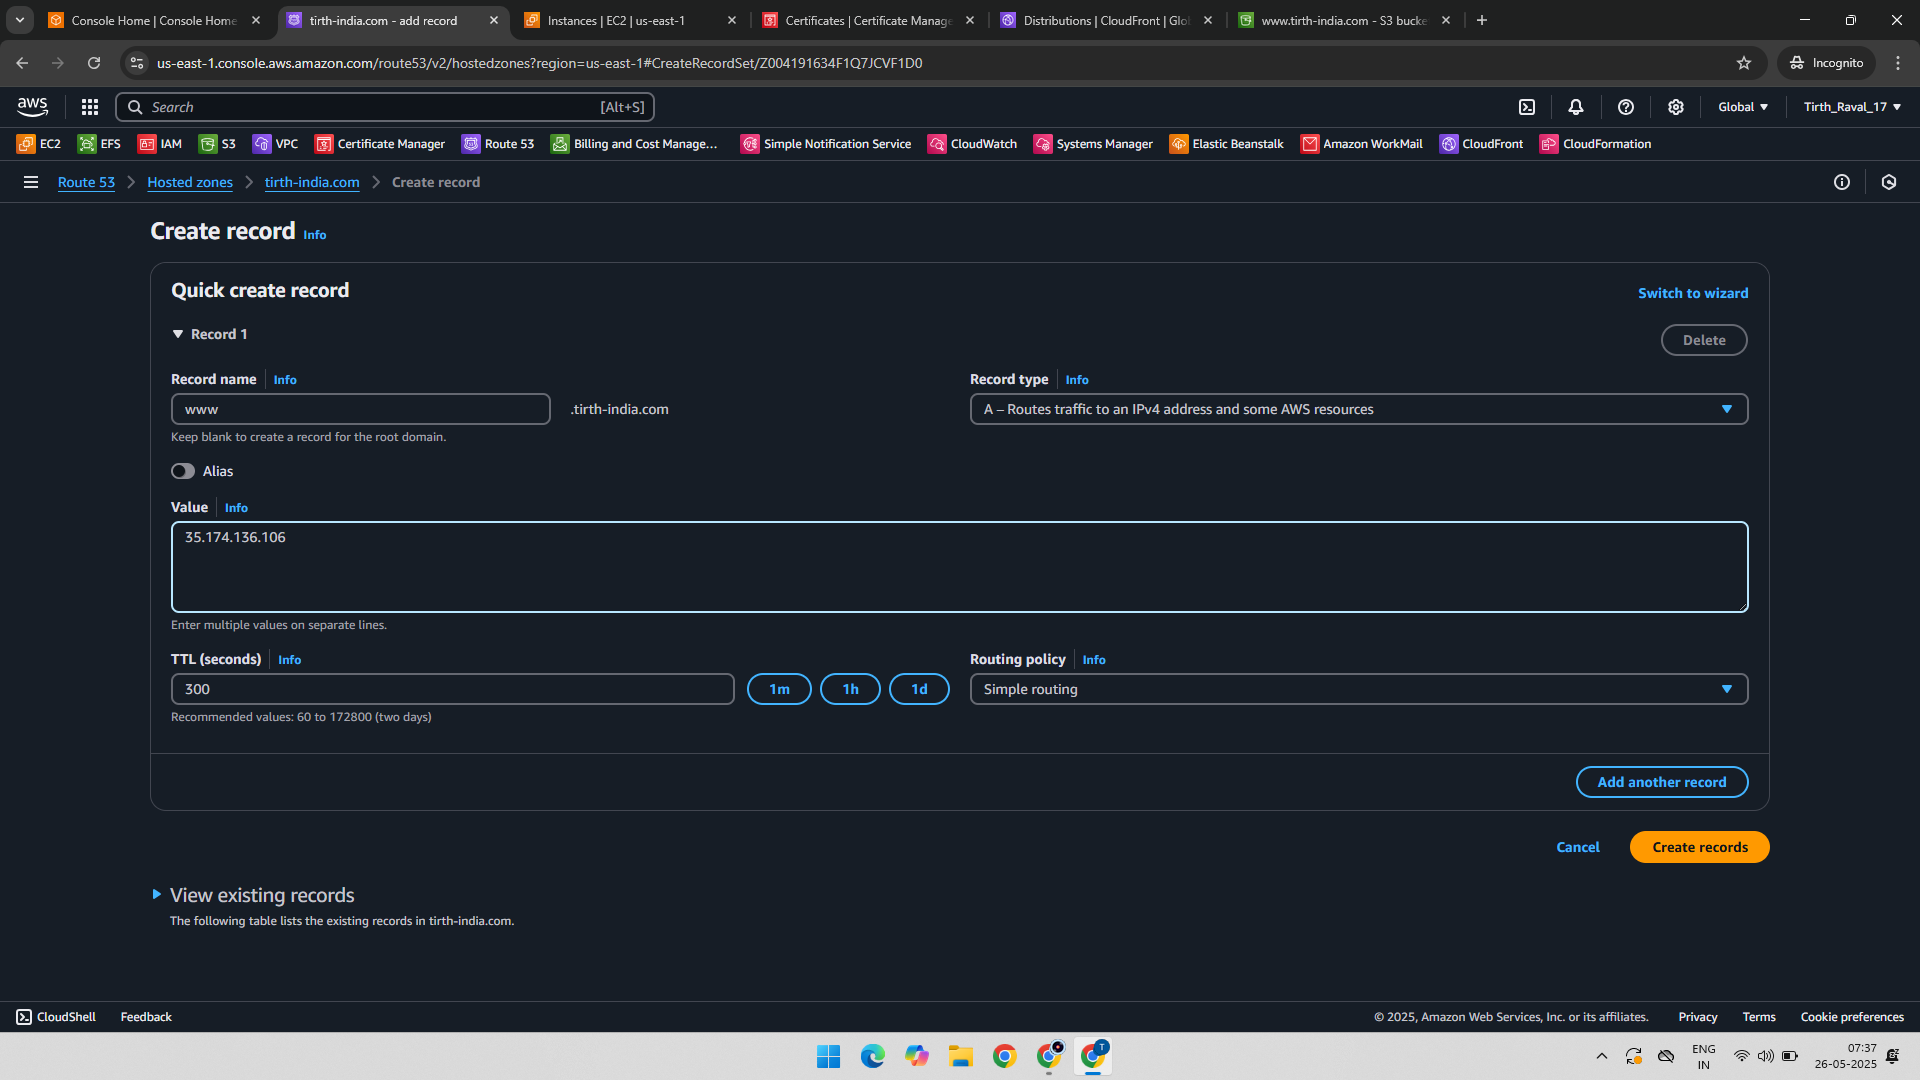 Console Home | Console Home
tirth-india.com - add record
Instances | EC2 | us-east-1
Certificates | Certificate Manage
Distributions | CloudFront | Glo
www.tirth-india.com - S3 bucke
us-east-1.console.aws.amazon.com/route53/v2/hostedzones?region=us-east-1#CreateRecordSet/Z004191634F1Q7JCVF1D0
Incognito
aws
Search
[Alt+S]
Global
Tirth_Raval_17
EC2
EFS
IAM
S3
VPC
Certificate Manager
Route 53
Billing and Cost Manage...
Simple Notification Service
CloudWatch
Systems Manager
Elastic Beanstalk
Amazon WorkMail
CloudFront
CloudFormation
Route 53
Hosted zones
tirth-india.com
Create record
Create record Info
Quick create record
Switch to wizard
Record 1
Delete
Record name Info
www
.tirth-india.com
Keep blank to create a record for the root domain.
Record type Info
A – Routes traffic to an IPv4 address and some AWS resources
Alias
Value Info
35.174.136.106
Enter multiple values on separate lines.
TTL (seconds) Info
300
1m
1h
1d
Recommended values: 60 to 172800 (two days)
Routing policy Info
Simple routing
Add another record
Cancel
Create records
View existing records
The following table lists the existing records in tirth-india.com.
CloudShell
Feedback
© 2025, Amazon Web Services, Inc. or its affiliates.
Privacy
Terms
Cookie preferences
T
ENG
IN
07:37
26-05-2025